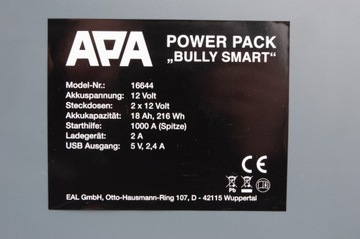 APA POWER PACK
„BULLY SMART“
Model-Nr.: 16644
Akkuspannung: 12 Volt
Steckdosen: 2 x 12 Volt
Akkukapazität: 18 Ah, 216 Wh
Starthilfe: 1000 A (Spitze)
Ladegerät: 2 A
USB Ausgang: 5 V, 2,4 A
CE
Pb
EAL GmbH, Otto-Hausmann-Ring 107, D - 42115 Wuppertal